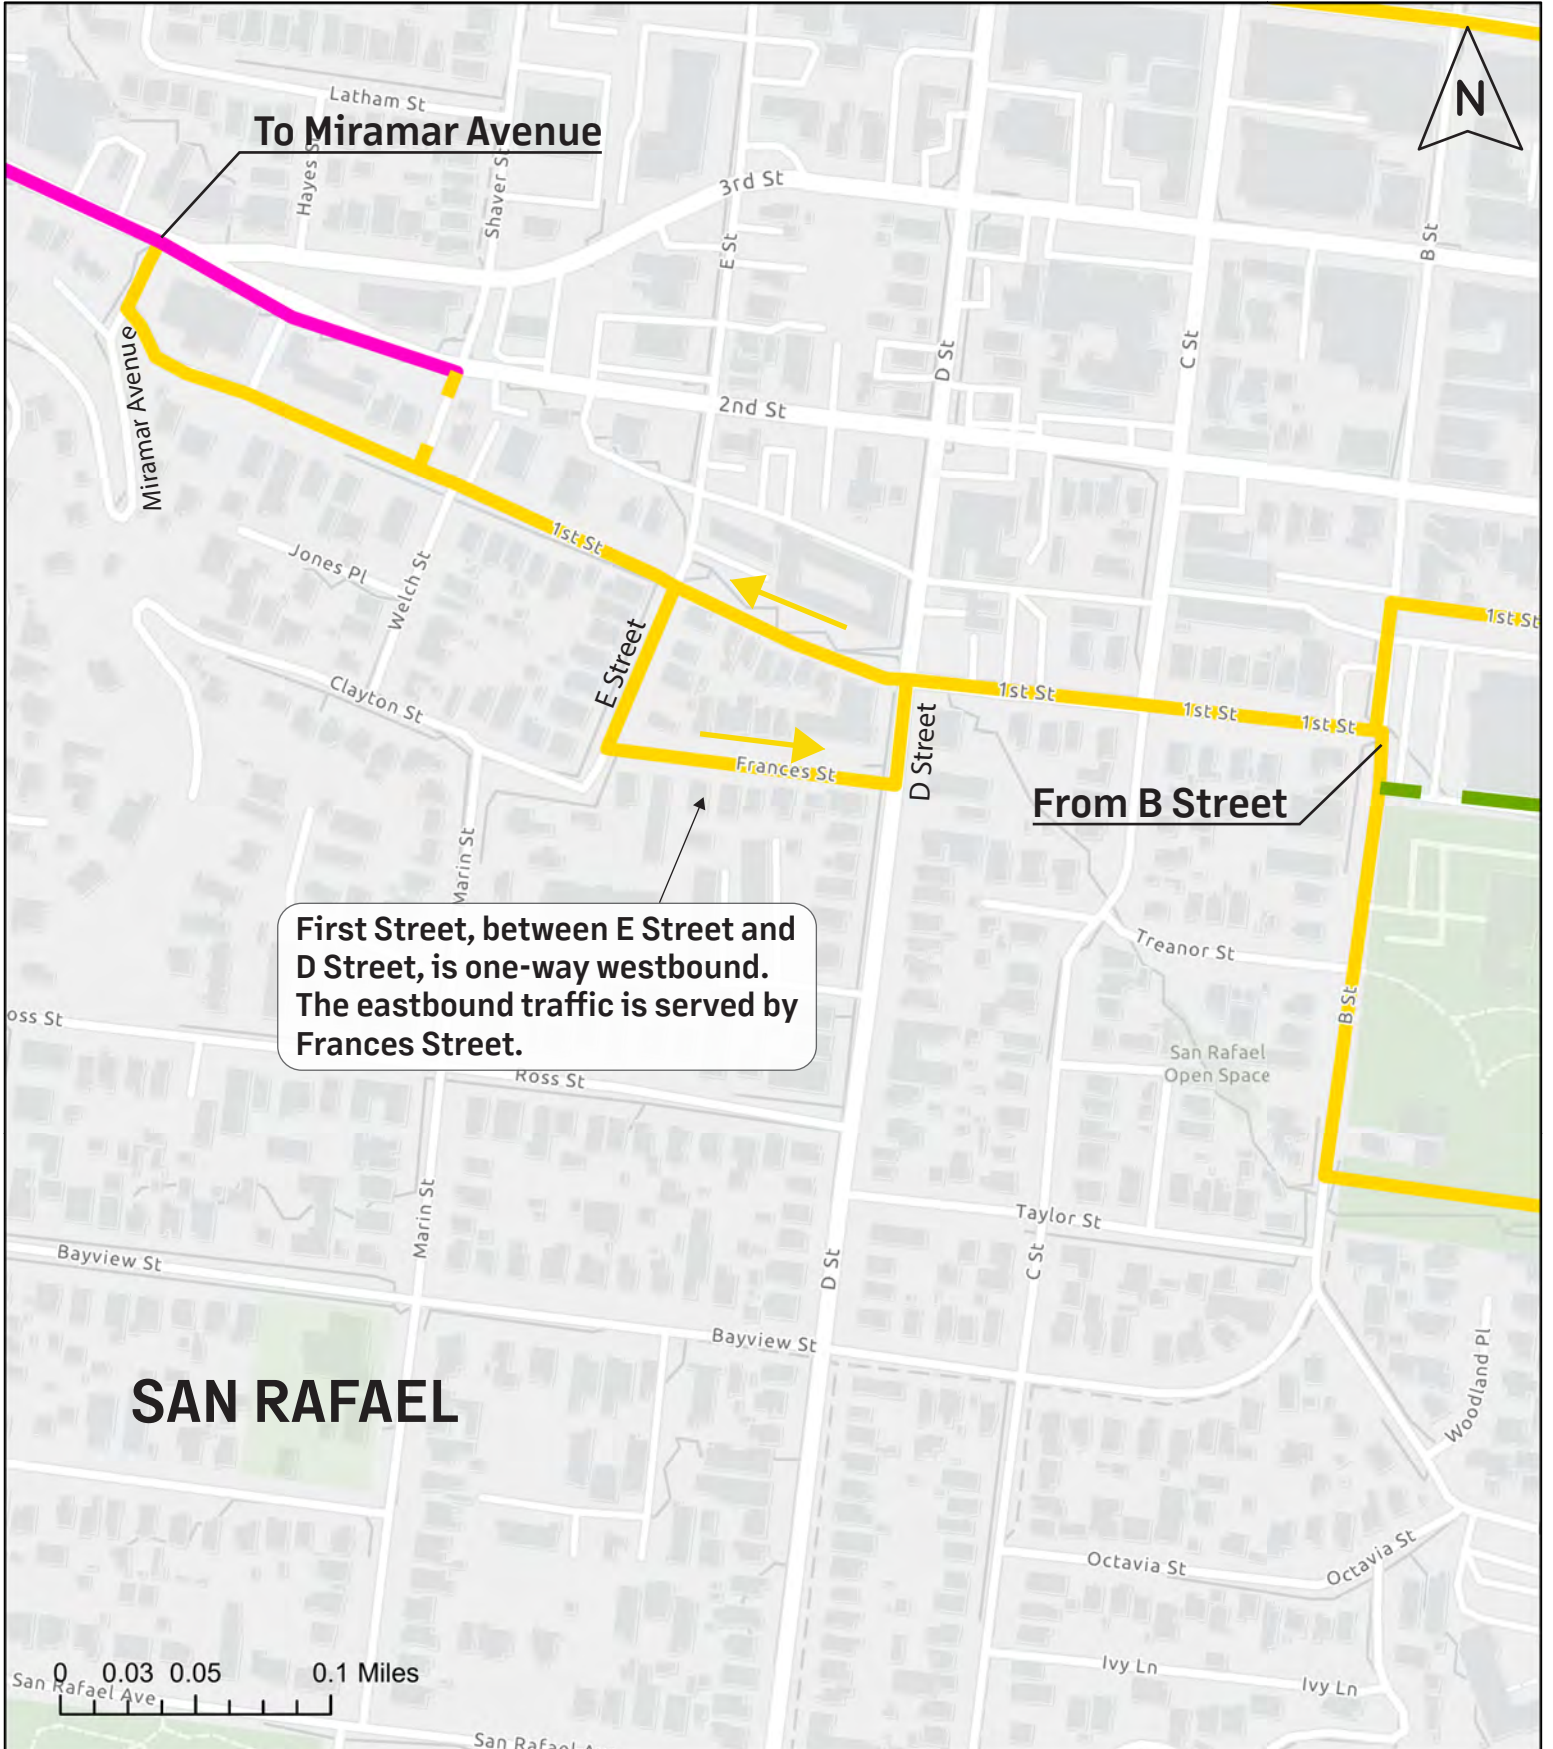 N
Latham St
To Miramar Avenue
Hayes St
Shaver St
3rd St
E St
B St
D St
C St
Miramar Avenue
2nd St
1st St
Jones Pl
Welch St
1st St
E Street
Clayton St
1st St
1st St
1st St
D Street
Frances St
From B Street
Marin St
First Street, between E Street and
D Street, is one-way westbound.
The eastbound traffic is served by
Frances Street.
Treanor St
B St
oss St
San Rafael
Open Space
Ross St
Marin St
Taylor St
C St
D St
Bayview St
Bayview St
Woodland Pl
SAN RAFAEL
Octavia St
Octavia St
Ivy Ln
Ivy Ln
0 0.03 0.05 0.1 Miles
San Rafael Ave
San Rafael A